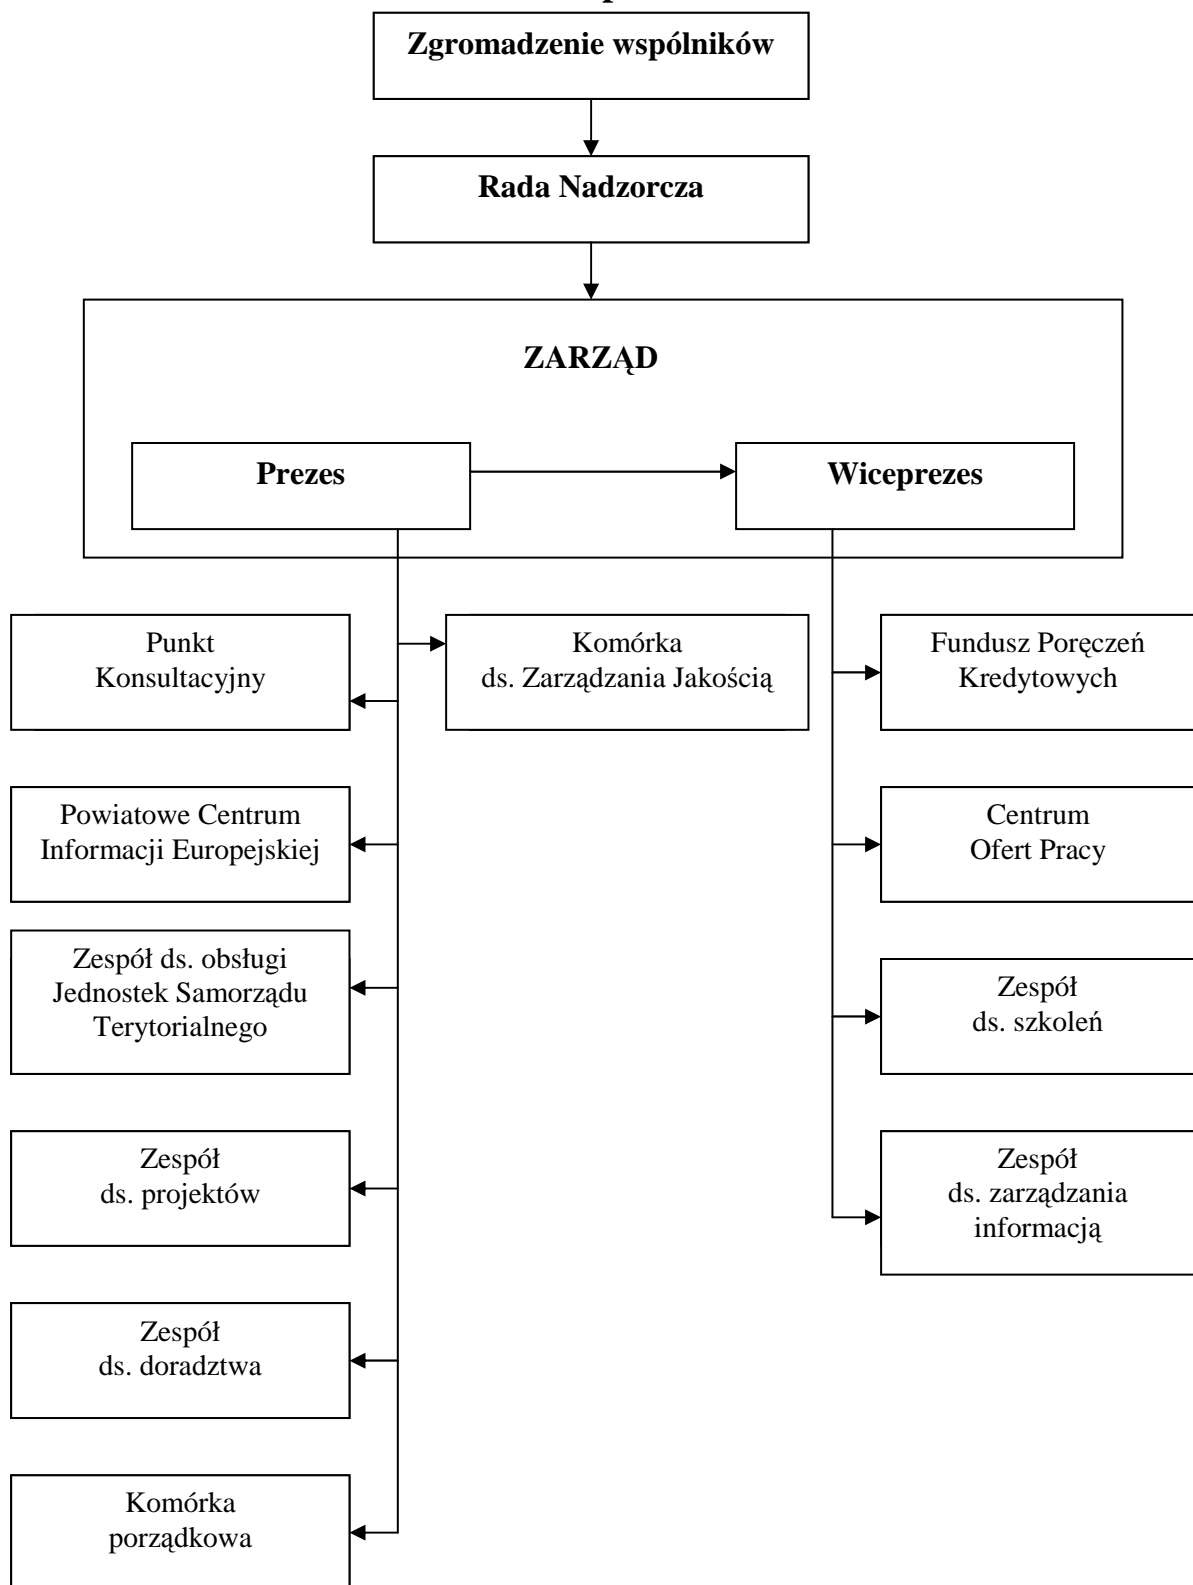 Zgromadzenie wspólników
Rada Nadzorcza
ZARZĄD
Prezes
Wiceprezes
Punkt
Konsultacyjny
Komórka
ds. Zarządzania Jakością
Fundusz Poręczeń
Kredytowych
Powiatowe Centrum
Informacji Europejskiej
Centrum
Ofert Pracy
Zespół ds. obsługi
Jednostek Samorządu
Terytorialnego
Zespół
ds. szkoleń
Zespół
ds. projektów
Zespół
ds. zarządzania
informacją
Zespół
ds. doradztwa
Komórka
porządkowa